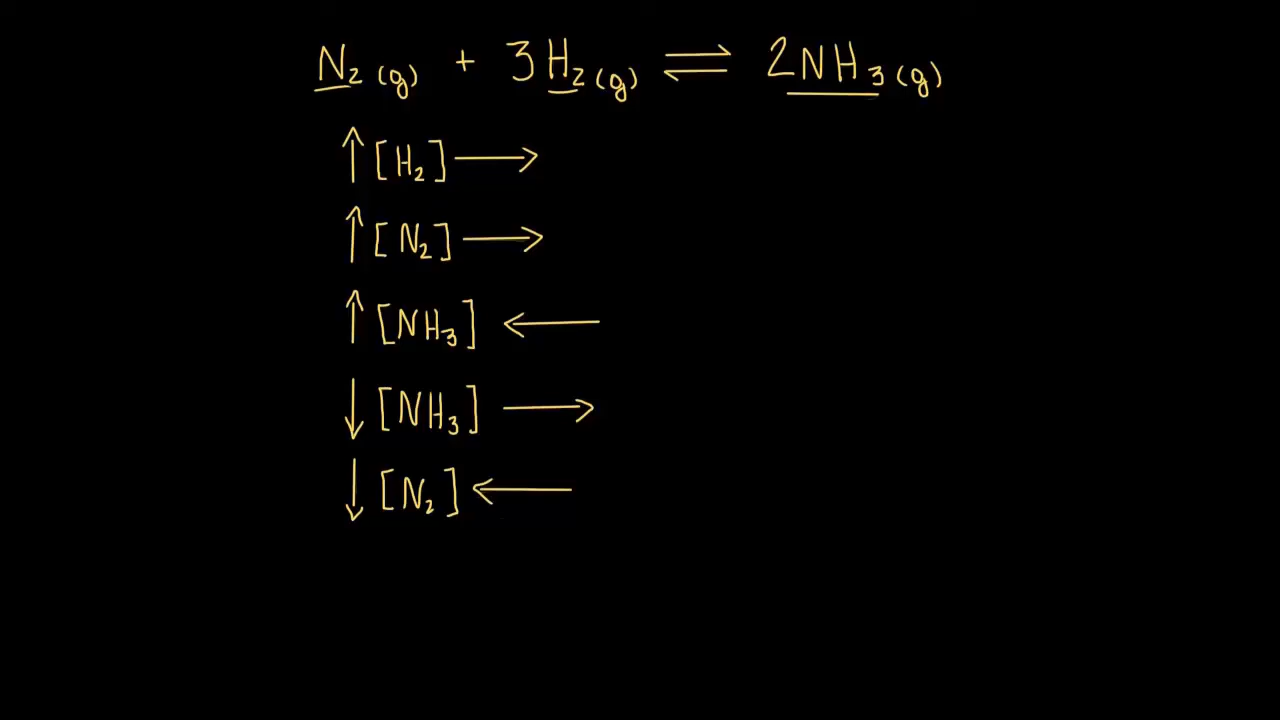 N₂(g) + 3H₂(g) ⇌ 2NH₃(g)
↑[H₂] →
↑[N₂] →
↑[NH₃] ←
↓[NH₃] →
↓[N₂] ←